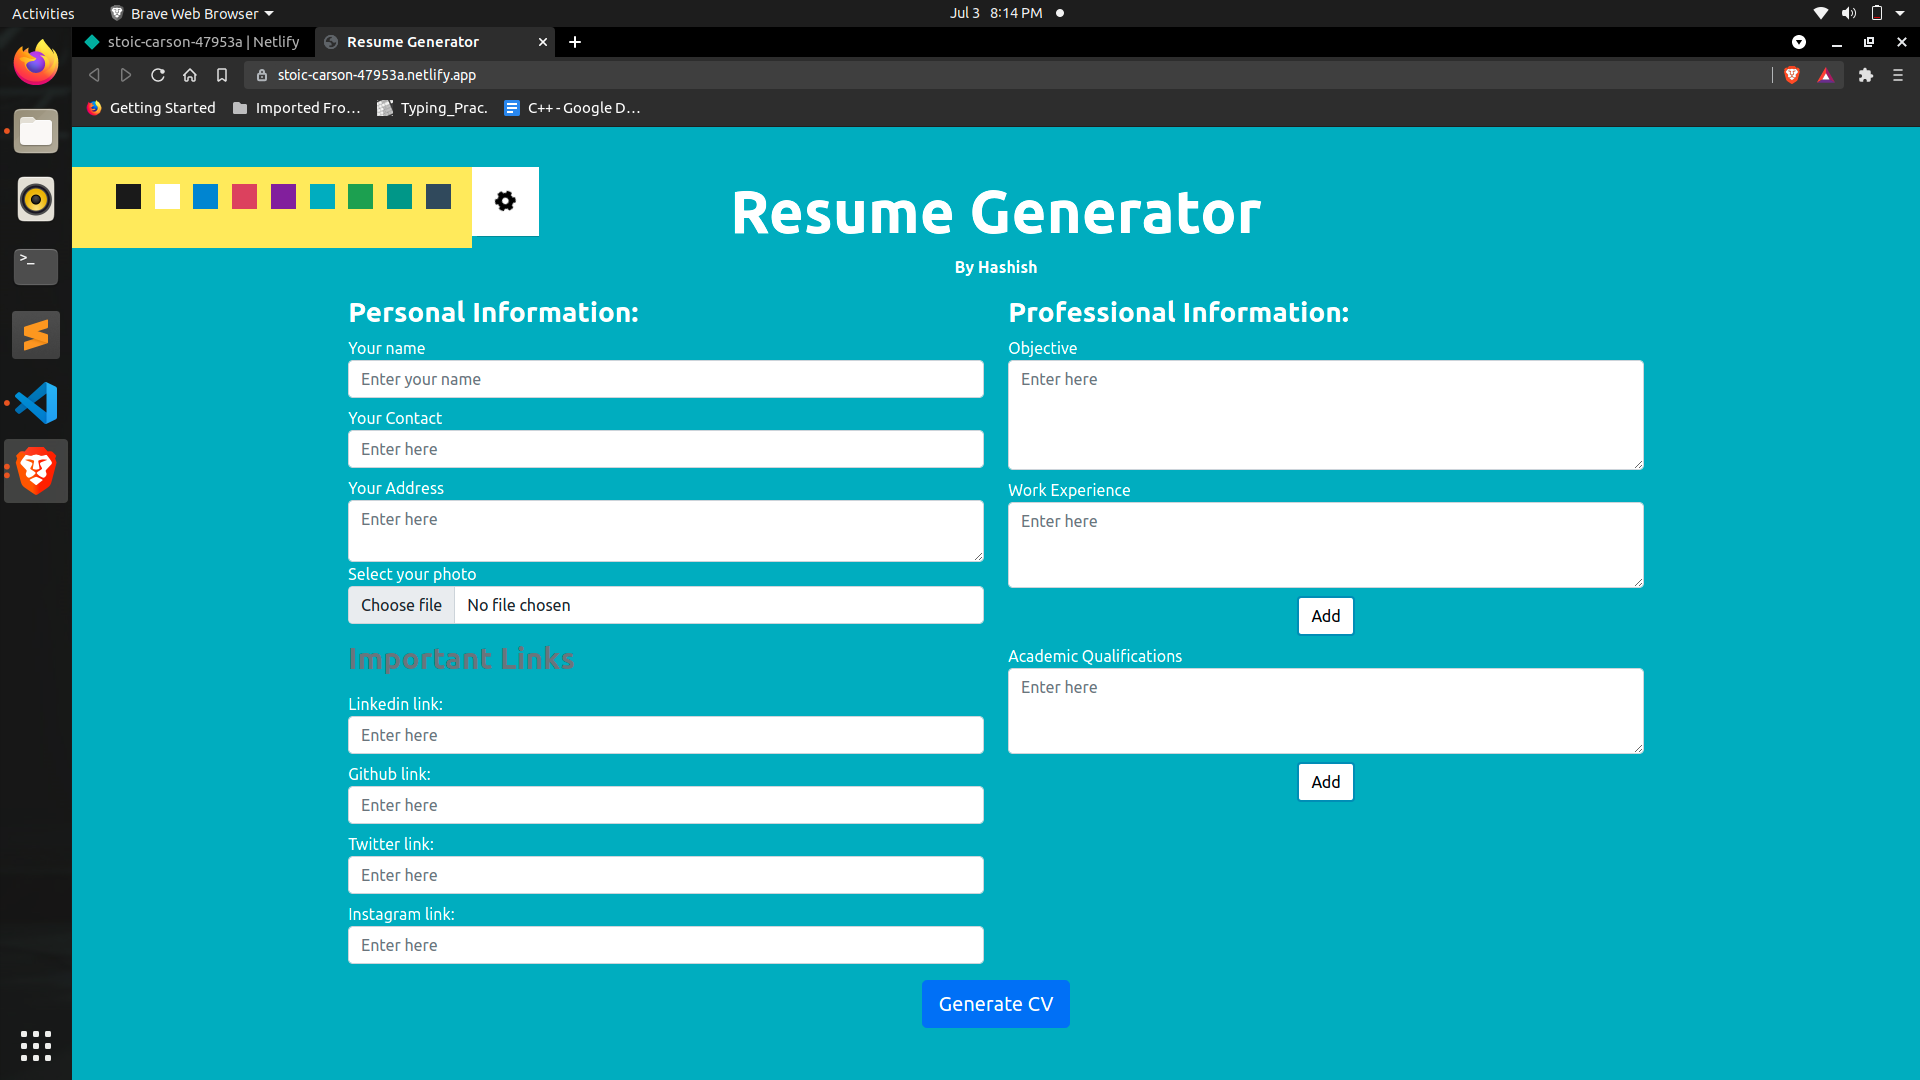 Activities
Brave Web Browser
Jul 3 8:14 PM
stoic-carson-47953a | Netlify
Resume Generator
stoic-carson-47953a.netlify.app
Getting Started
Imported Fro...
Typing_Prac.
C++ - Google D...
Resume Generator
By Hashish
Personal Information:
Your name
Enter your name
Your Contact
Enter here
Your Address
Enter here
Select your photo
Choose file
No file chosen
Important Links
Linkedin link:
Enter here
Github link:
Enter here
Twitter link:
Enter here
Instagram link:
Enter here
Professional Information:
Objective
Enter here
Work Experience
Enter here
Add
Academic Qualifications
Enter here
Add
Generate CV